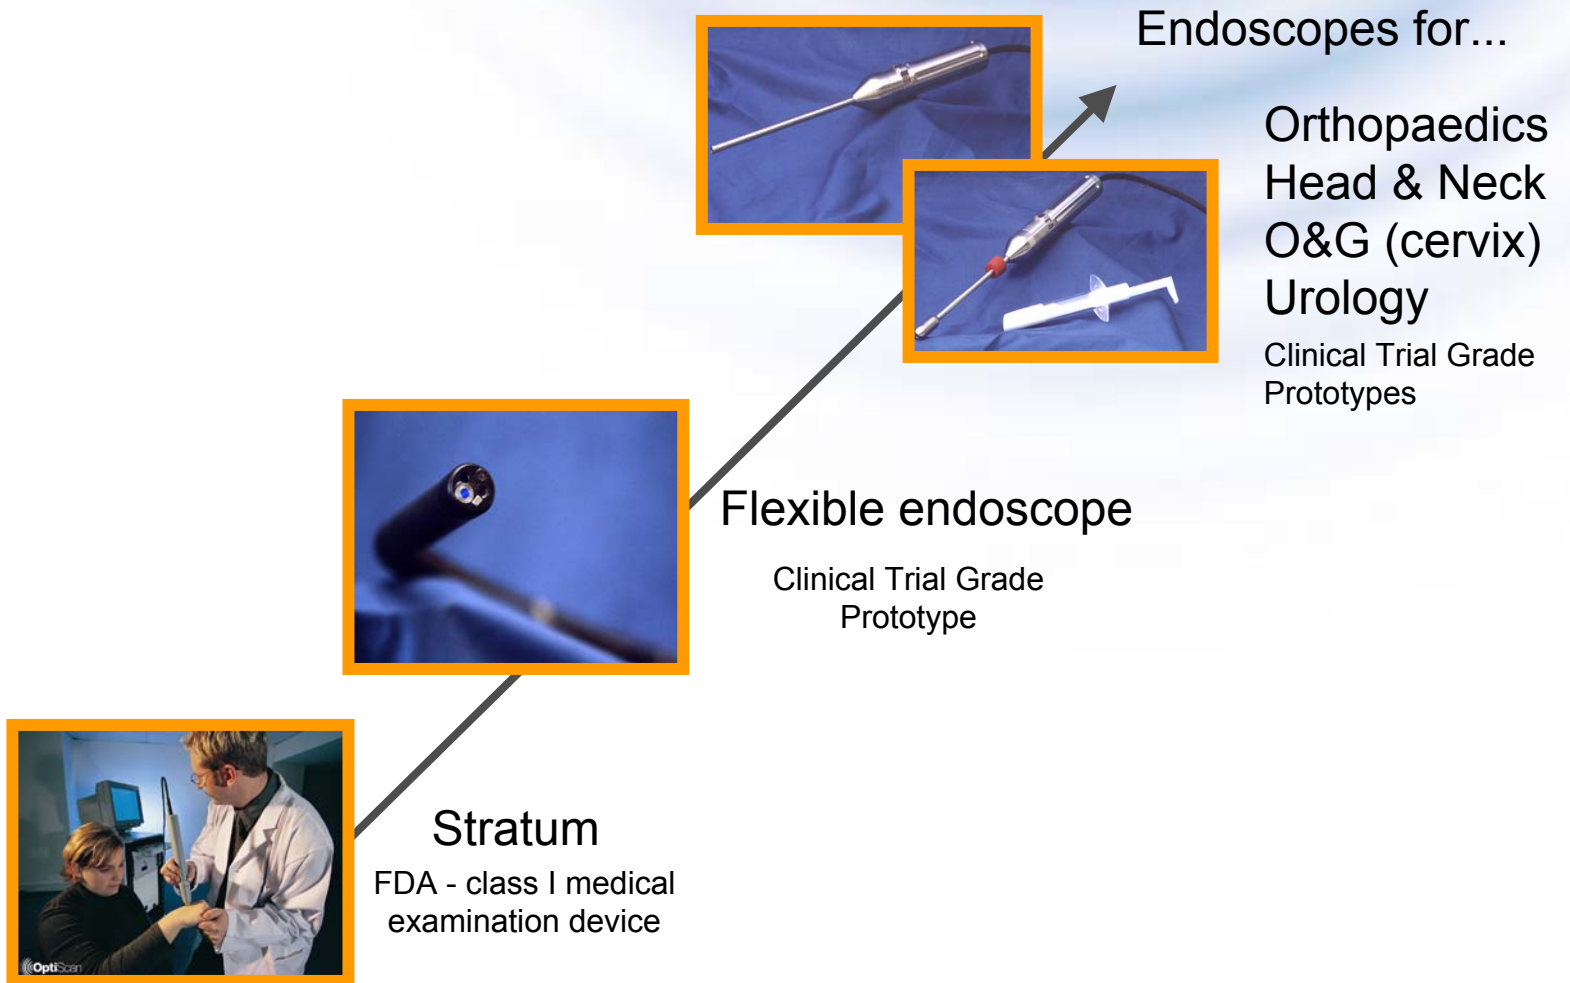 Endoscopes for...
Orthopaedics
Head & Neck
O&G (cervix)
Urology
Clinical Trial Grade
Prototypes
Flexible endoscope
Clinical Trial Grade
Prototype
Stratum
FDA - class I medical
examination device
OptiScan